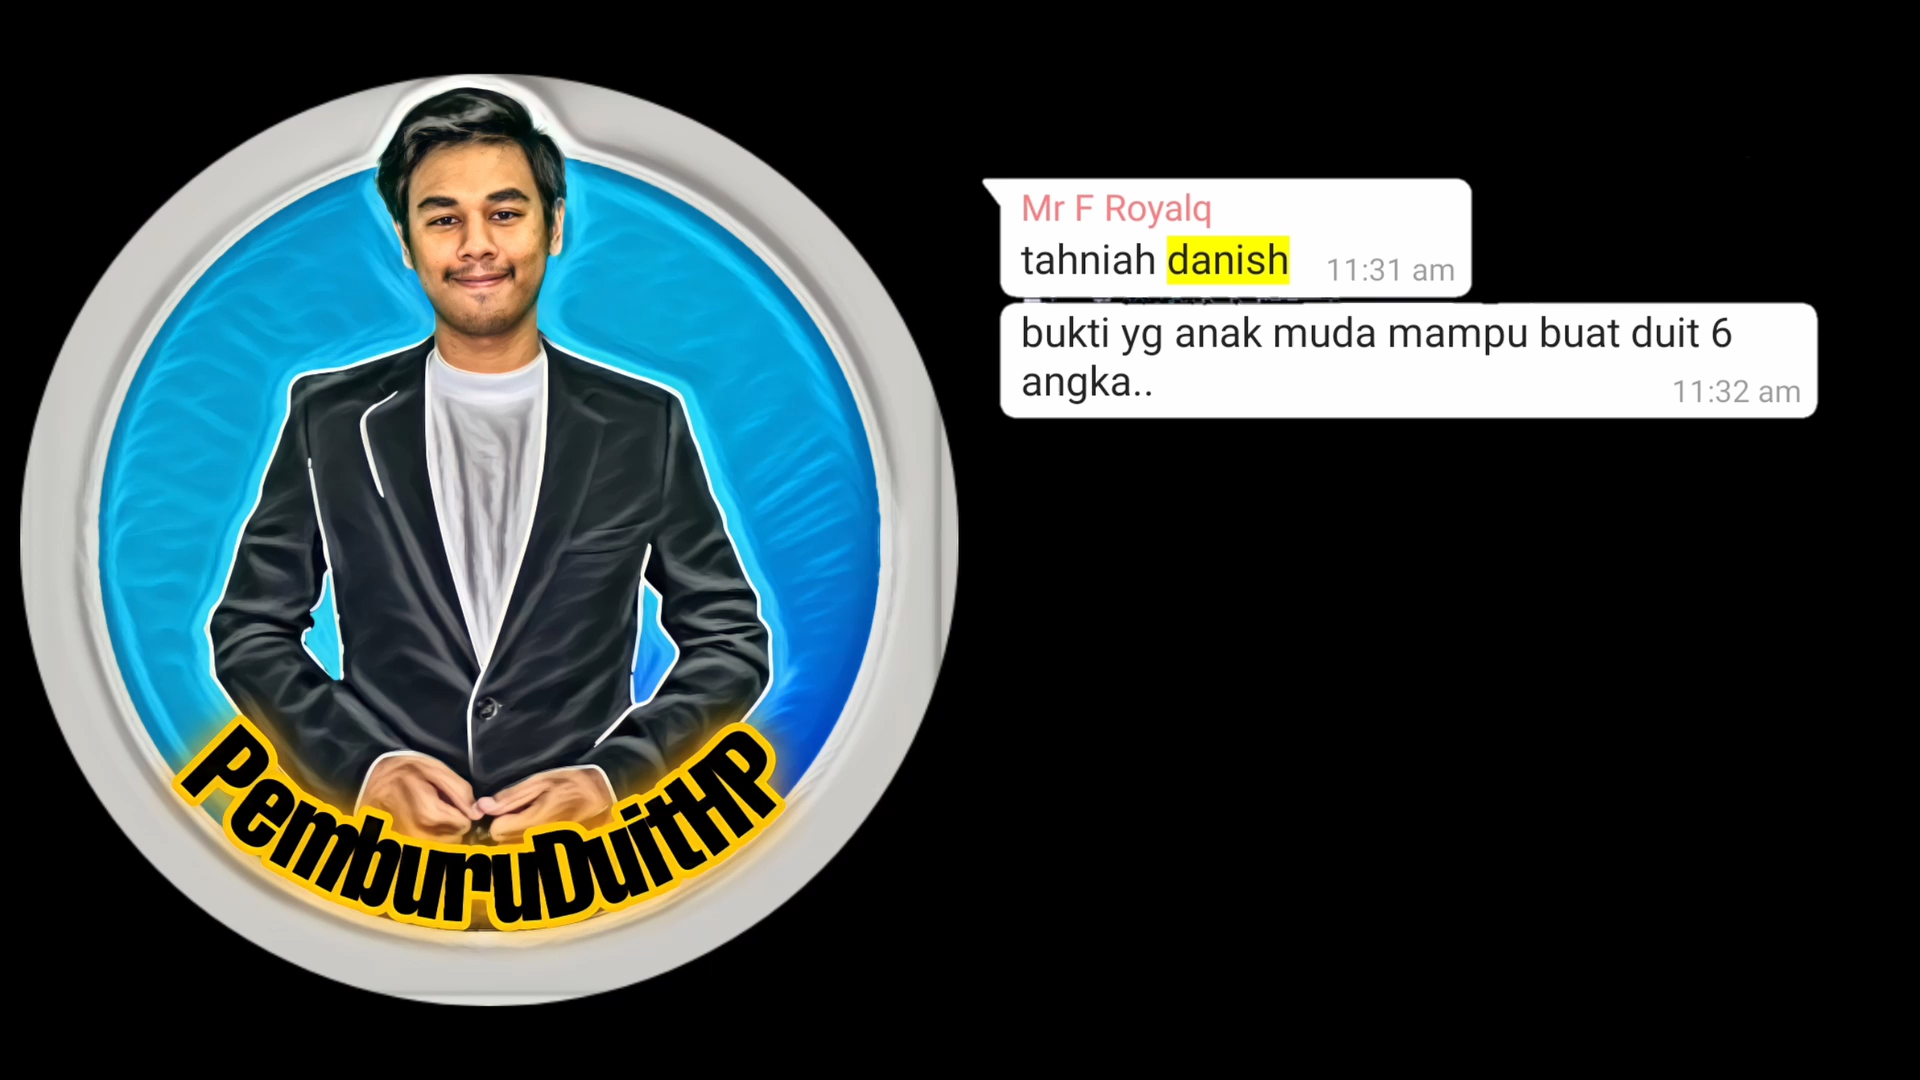 Mr F Royalq
tahniah danish 11:31 am
bukti yg anak muda mampu buat duit 6
angka.. 11:32 am
PemburuDuitHP